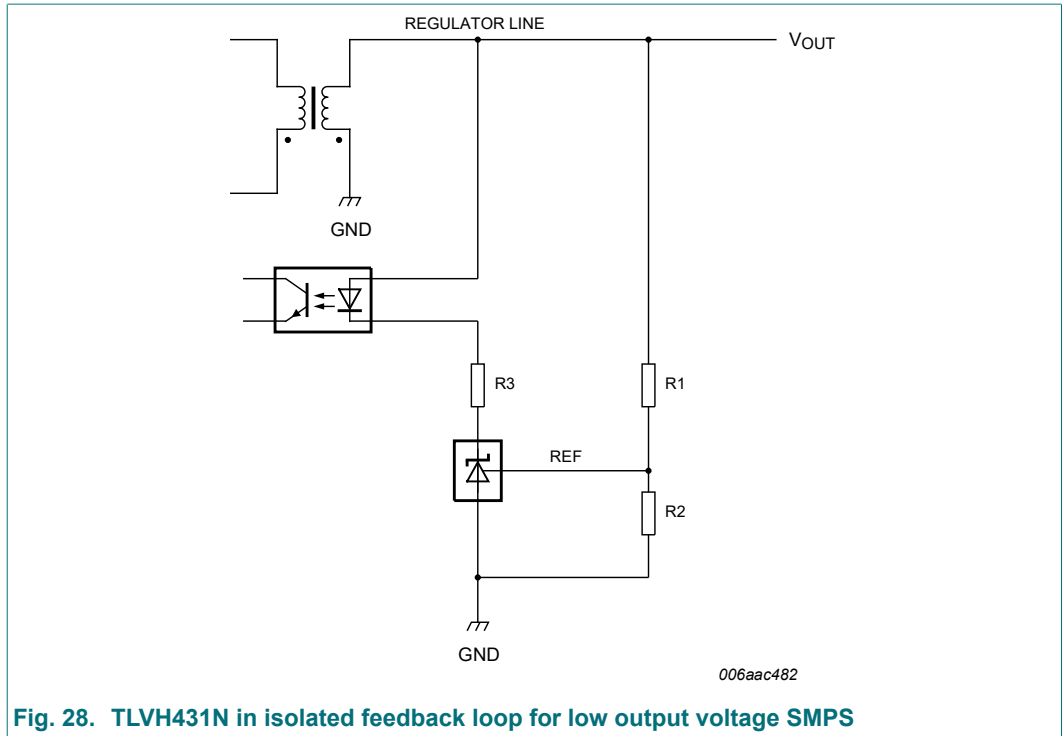 REGULATOR LINE
VOUT
GND
R3
R1
REF
R2
GND
006aac482
Fig. 28. TLVH431N in isolated feedback loop for low output voltage SMPS